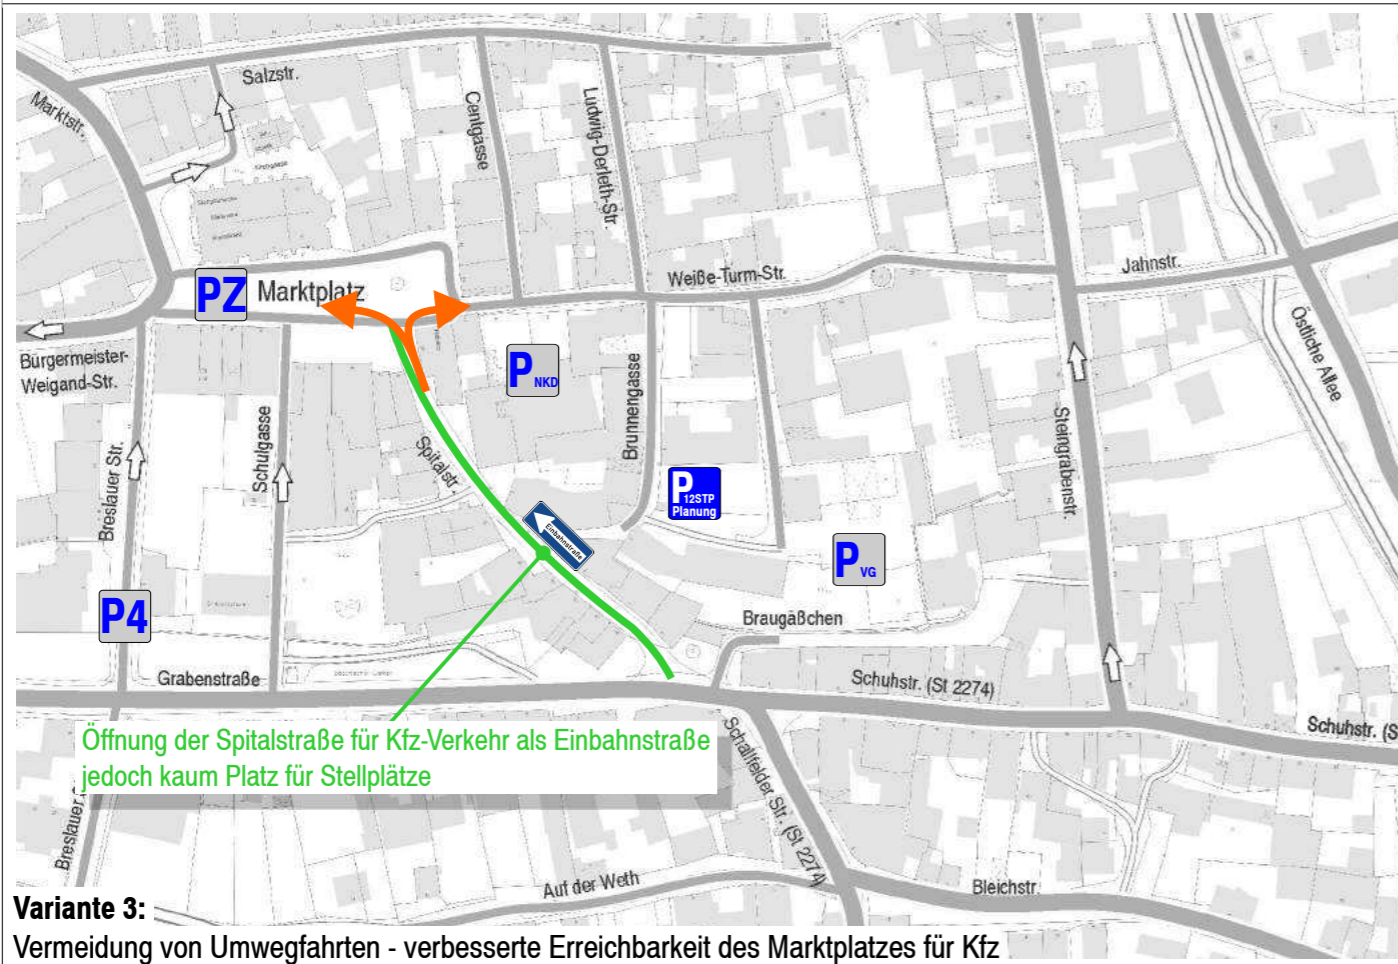 Salzstr.
Marktstr.
Centgasse
Ludwig-Derleth-Str.
PZ
Marktplatz
Weiße-Turm-Str.
Jahnstr.
Östliche Allee
Bürgermeister-
Weigand-Str.
P NKD
Breslauer Str.
Schulgasse
Spitalstr.
Brunnengasse
Steingrabenstr.
P 12STP
Planung
Einbahnstraße
P VG
P4
Braugäßchen
Grabenstraße
Schuhstr. (St 2274)
Schuhstr. (S
Öffnung der Spitalstraße für Kfz-Verkehr als Einbahnstraße
jedoch kaum Platz für Stellplätze
Schallfelder Str. (St 2274)
Breslauer
Auf der Weth
Bleichstr.
Variante 3:
Vermeidung von Umwegfahrten - verbesserte Erreichbarkeit des Marktplatzes für Kfz